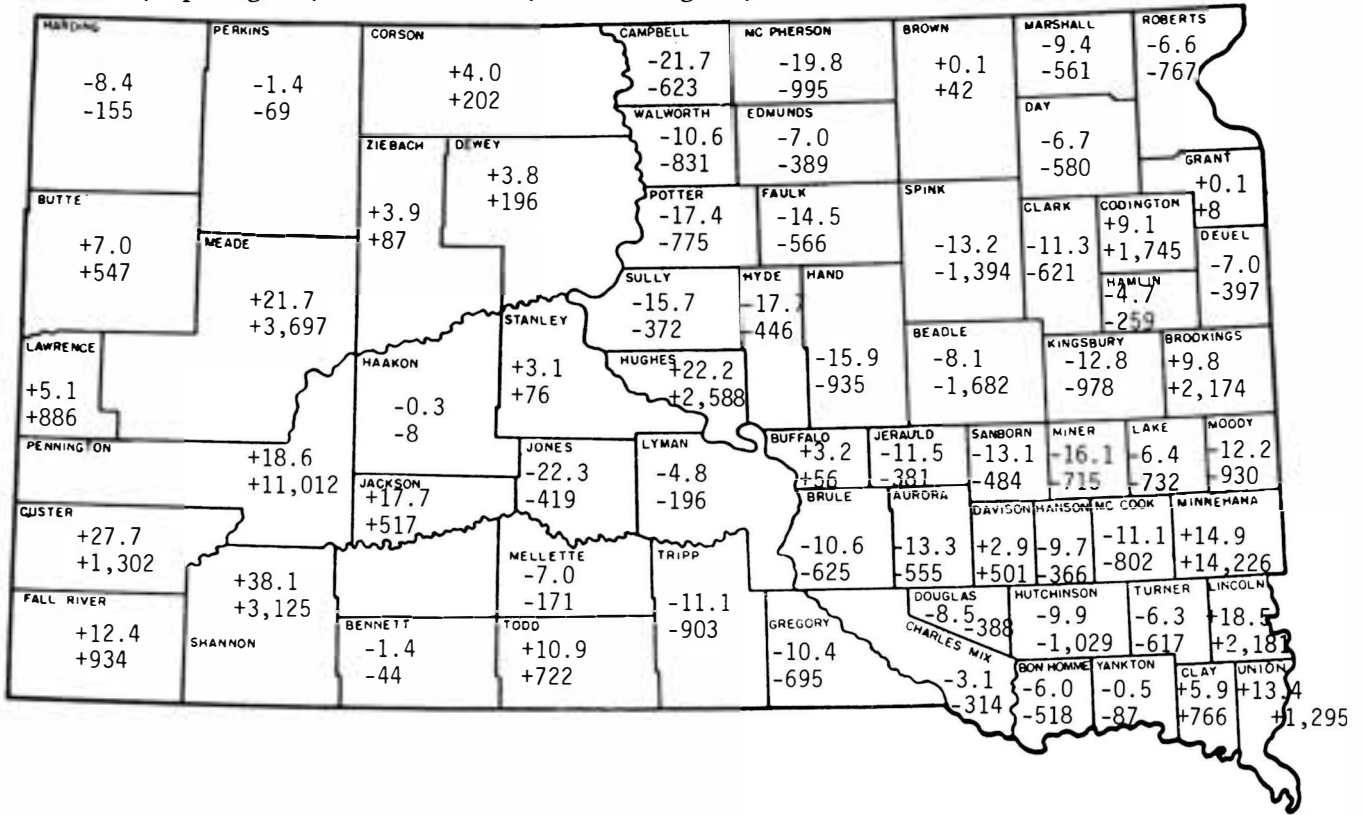 HARDING
-8.4
-155
PERKINS
-1.4
-69
CORSON
+4.0
+202
CAMPBELL
-21.7
-623
MC PHERSON
-19.8
-995
BROWN
+0.1
+42
MARSHALL
-9.4
-561
ROBERTS
-6.6
-767
WALWORTH
-10.6
-831
EDMUNDS
-7.0
-389
DAY
-6.7
-580
ZIEBACH
+3.9
+87
DEWEY
+3.8
+196
GRANT
+0.1
+8
BUTTE
+7.0
+547
MEADE
+21.7
+3,697
POTTER
-17.4
-775
FAULK
-14.5
-566
SPINK
-13.2
-1,394
CLARK
-11.3
-621
CODINGTON
+9.1
+1,745
DEUEL
-7.0
-397
HAMLIN
-4.7
-259
SULLY
-15.7
-372
HYDE
-17.7
-446
HAND
-15.9
-935
LAWRENCE
+5.1
+886
HAAKON
-0.3
-8
STANLEY
+3.1
+76
HUGHES
+22.2
+2,588
BEADLE
-8.1
-1,682
KINGSBURY
-12.8
-978
BROOKINGS
+9.8
+2,174
PENNINGTON
+18.6
+11,012
JACKSON
+17.7
+517
JONES
-22.3
-419
LYMAN
-4.8
-196
BUFFALO
+3.2
+56
JERAULD
-11.5
-381
SANBORN
-13.1
-484
MINER
-16.1
-715
LAKE
-6.4
-732
MOODY
-12.2
-930
CUSTER
+27.7
+1,302
BRULE
-10.6
-625
AURORA
-13.3
-555
DAVISON
+2.9
+501
HANSON
-9.7
-366
MC COOK
-11.1
-802
MINNEHAHA
+14.9
+14,226
FALL RIVER
+12.4
+934
+38.1
+3,125
SHANNON
BENNETT
-1.4
-44
MELLETTE
-7.0
-171
TODD
+10.9
+722
TRIPP
-11.1
-903
GREGORY
-10.4
-695
DOUGLAS
-8.5
-388
CHARLES MIX
-3.1
-314
HUTCHINSON
-9.9
-1,029
TURNER
-6.3
-617
LINCOLN
+18.5
+2,181
BON HOMME
-6.0
-518
YANKTON
-0.5
-87
CLAY
+5.9
+766
UNION
+13.4
+1,295